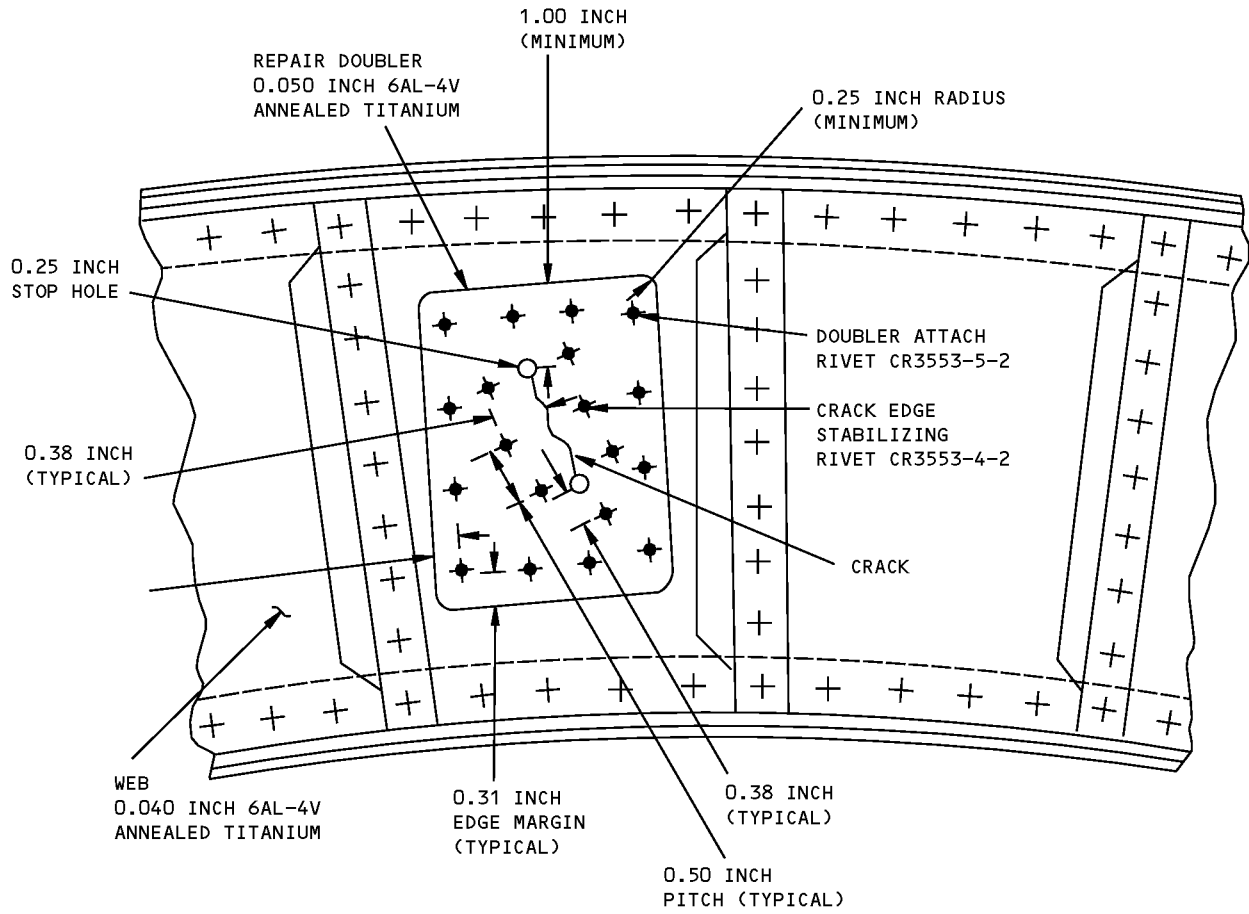 1.00 INCH
(MINIMUM)
REPAIR DOUBLER
0.050 INCH 6AL-4V
ANNEALED TITANIUM
0.25 INCH RADIUS
(MINIMUM)
0.25 INCH
STOP HOLE
DOUBLER ATTACH
RIVET CR3553-5-2
CRACK EDGE
STABILIZING
RIVET CR3553-4-2
0.38 INCH
(TYPICAL)
CRACK
WEB
0.040 INCH 6AL-4V
ANNEALED TITANIUM
0.31 INCH
EDGE MARGIN
(TYPICAL)
0.38 INCH
(TYPICAL)
0.50 INCH
PITCH (TYPICAL)